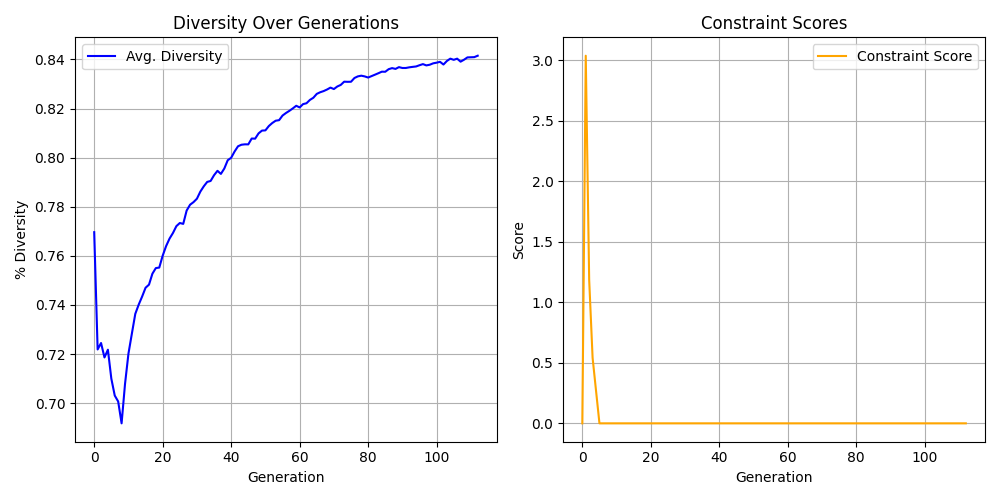 Diversity Over Generations
Avg. Diversity
% Diversity
0.84
0.82
0.80
0.78
0.76
0.74
0.72
0.70
0 20 40 60 80 100
Generation
Constraint Scores
Constraint Score
Score
3.0
2.5
2.0
1.5
1.0
0.5
0.0
0 20 40 60 80 100
Generation